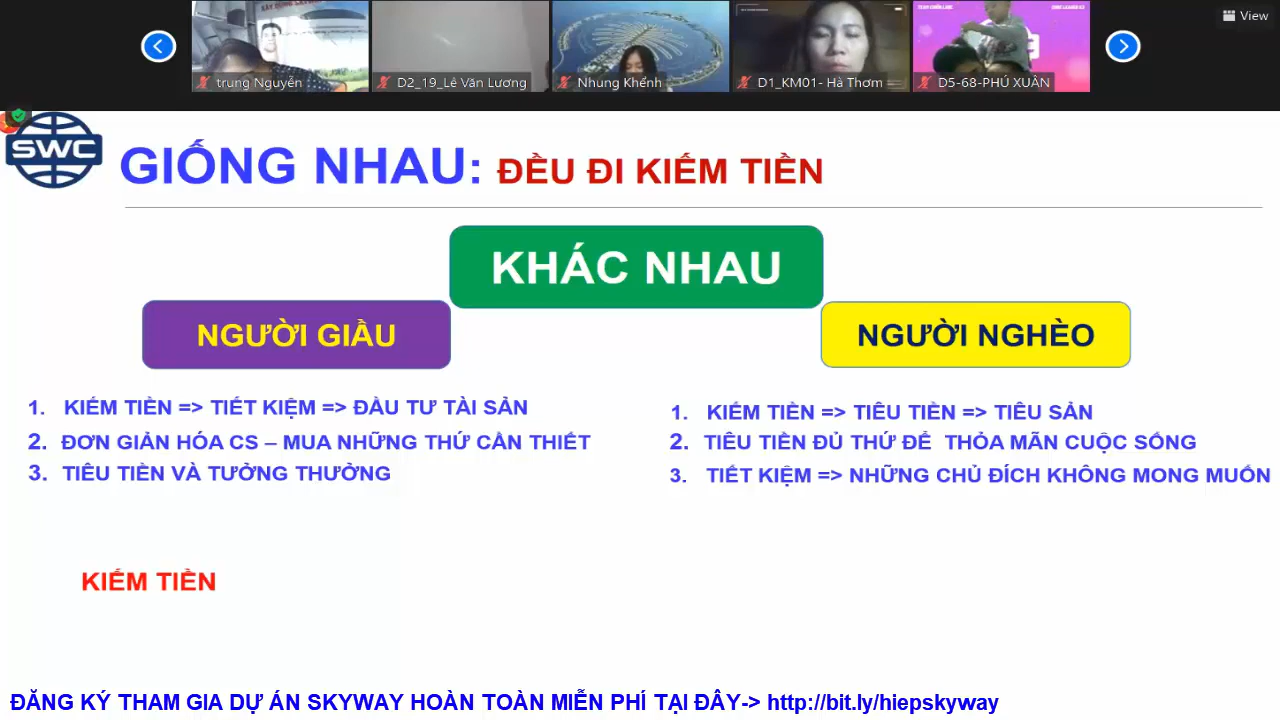 View
trung Nguyễn
D2_19_Lê Văn Lương
Nhung Khểnh
D1_KM01- Hà Thơm
D5-68-PHÚ XUÂN
SWC
GIỐNG NHAU: ĐỀU ĐI KIẾM TIỀN
KHÁC NHAU
NGƯỜI GIẦU
NGƯỜI NGHÈO
1. KIẾM TIỀN => TIẾT KIỆM => ĐẦU TƯ TÀI SẢN
2. ĐƠN GIẢN HÓA CS – MUA NHỮNG THỨ CẦN THIẾT
3. TIÊU TIỀN VÀ TƯỞNG THƯỞNG
1. KIẾM TIỀN => TIÊU TIỀN => TIÊU SẢN
2. TIÊU TIỀN ĐỦ THỨ ĐỂ THỎA MÃN CUỘC SỐNG
3. TIẾT KIỆM => NHỮNG CHỦ ĐÍCH KHÔNG MONG MUỐN
KIẾM TIỀN
ĐĂNG KÝ THAM GIA DỰ ÁN SKYWAY HOÀN TOÀN MIỄN PHÍ TẠI ĐÂY-> http://bit.ly/hiepskyway